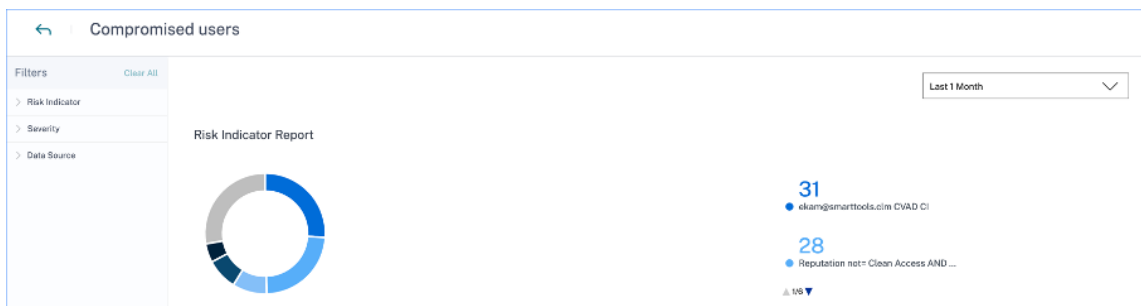 Compromised users
Filters Clear All
Last 1 Month
Risk Indicator
Severity
Data Source
Risk Indicator Report
31
ekam@smarttools.clm CVAD CI
28
Reputation not= Clean Access AND ...
1/6